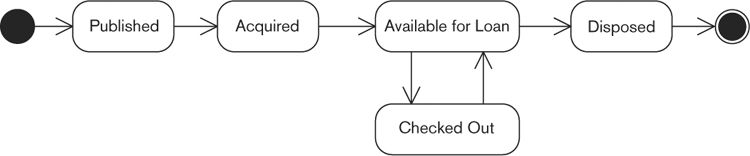 Published
Acquired
Available for Loan
Disposed
Checked Out